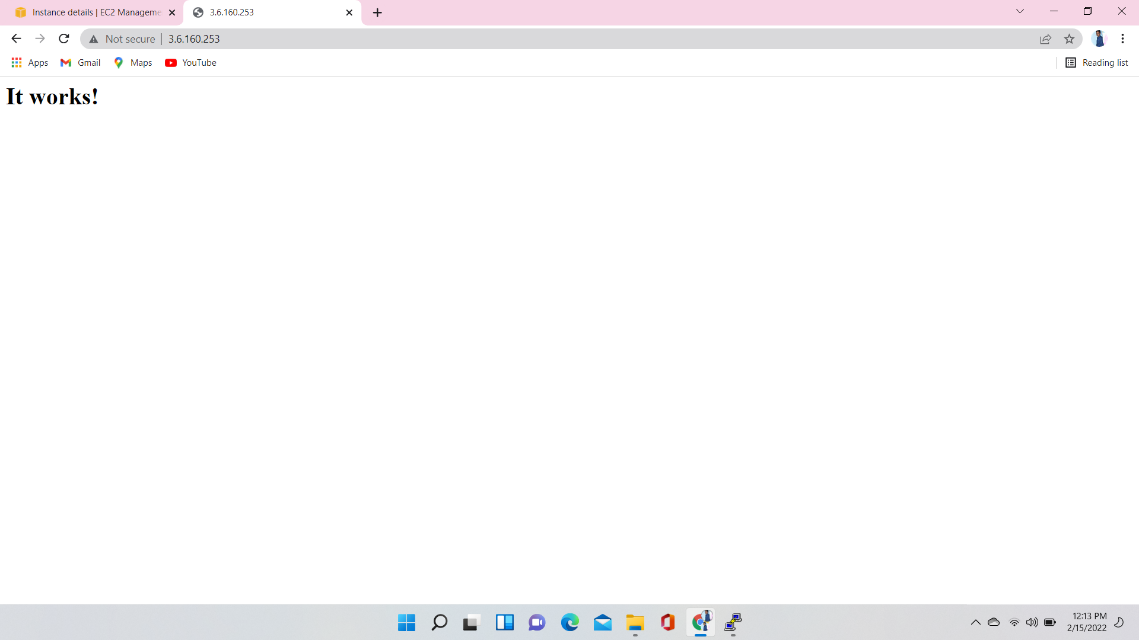 Instance details | EC2 Manageme
3.6.160.253
Not secure | 3.6.160.253
Apps Gmail Maps YouTube Reading list
It works!
12:13 PM
2/15/2022